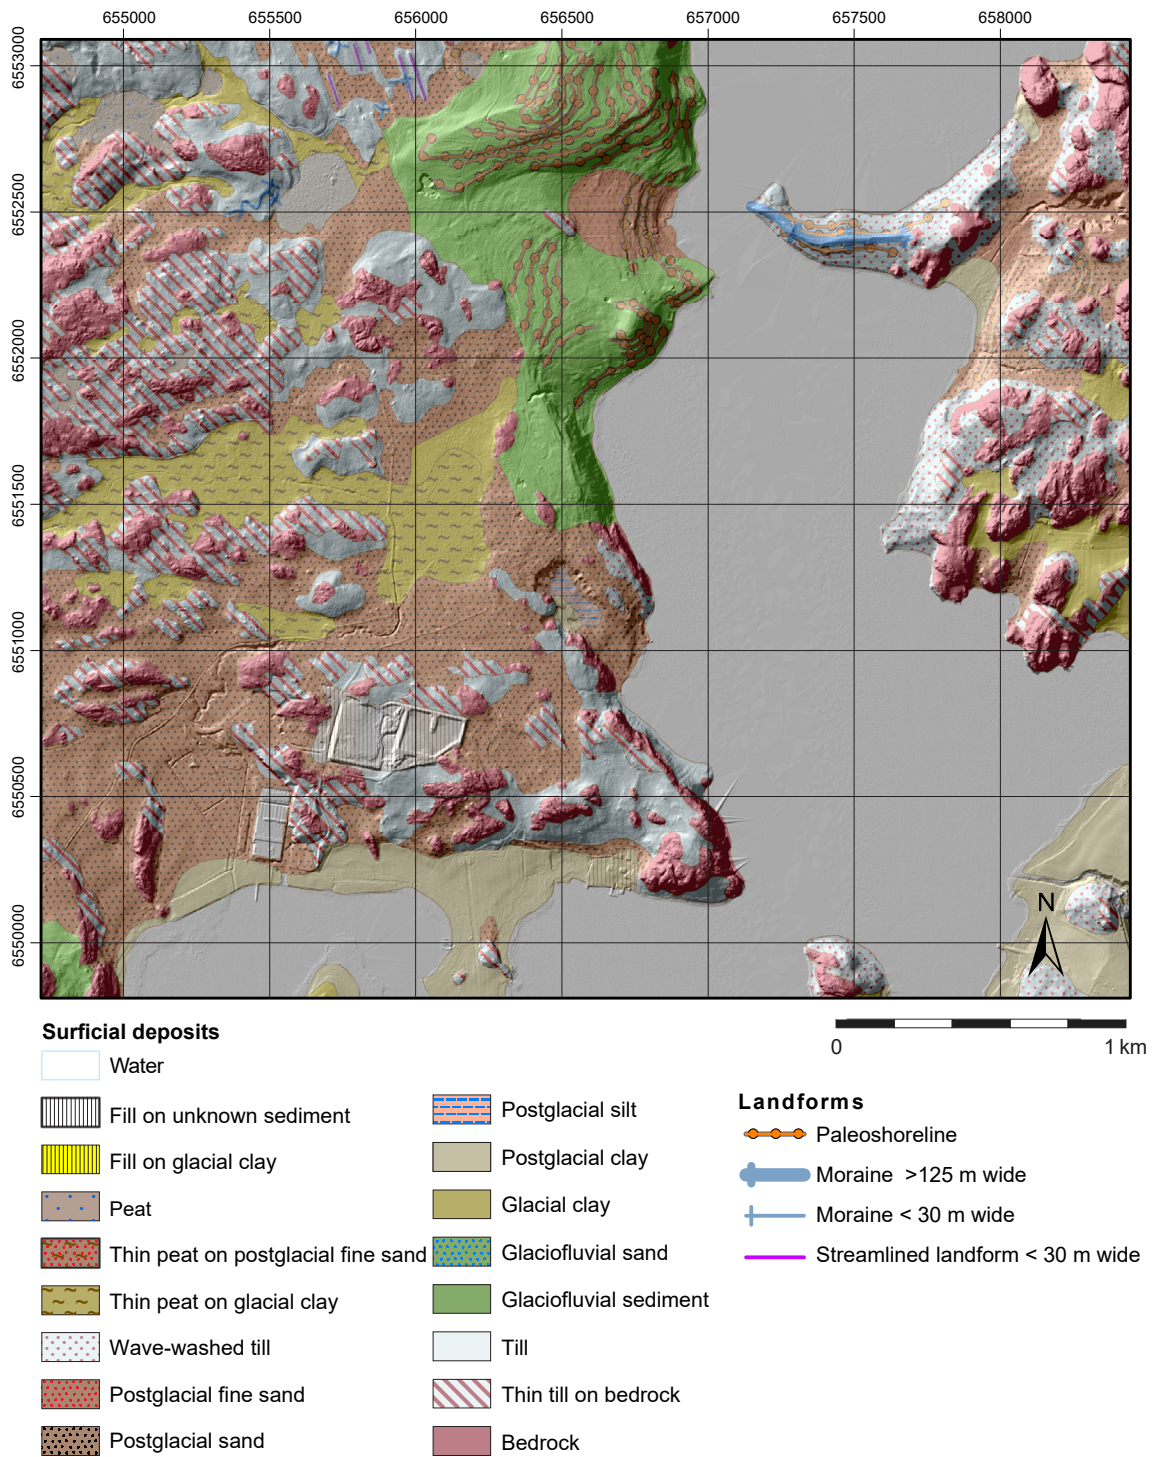 655000 655500 656000 656500 657000 657500 658000
6553000
6552500
6552000
6551500
6551000
6550500
6550000
N
0 1 km
Surficial deposits
Water
Fill on unknown sediment
Fill on glacial clay
Peat
Thin peat on postglacial fine sand
Thin peat on glacial clay
Wave-washed till
Postglacial fine sand
Postglacial sand
Postglacial silt
Postglacial clay
Glacial clay
Glaciofluvial sand
Glaciofluvial sediment
Till
Thin till on bedrock
Bedrock
Landforms
Paleoshoreline
Moraine >125 m wide
Moraine < 30 m wide
Streamlined landform < 30 m wide